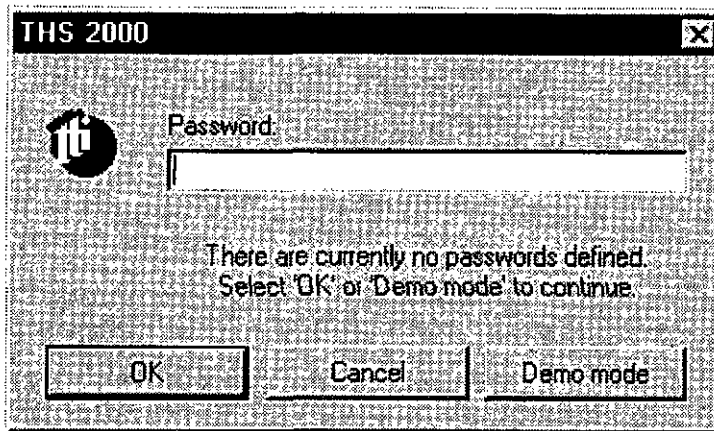 THS 2000
Password:
There are currently no passwords defined.
Select 'OK' or 'Demo mode' to continue.
OK
Cancel
Demo mode